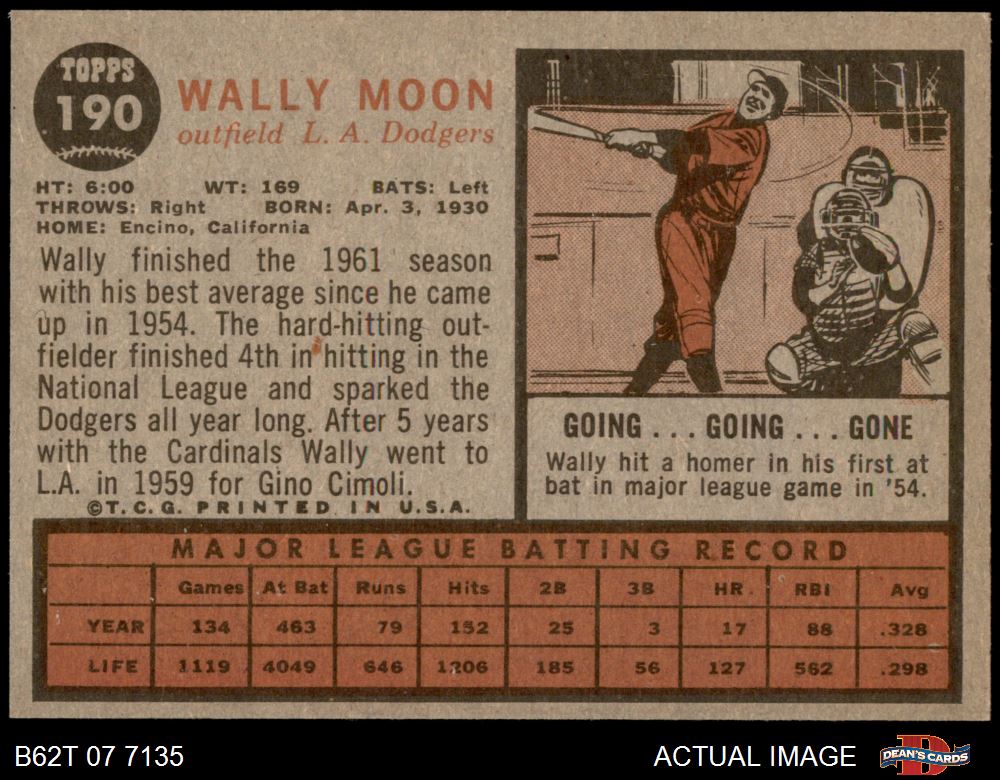 TOPPS
190
WALLY MOON
outfield L. A. Dodgers
HT: 6:00 WT: 169 BATS: Left
THROWS: Right BORN: Apr. 3, 1930
HOME: Encino, California
Wally finished the 1961 season
with his best average since he came
up in 1954. The hard-hitting out-
fielder finished 4th in hitting in the
National League and sparked the
Dodgers all year long. After 5 years
with the Cardinals Wally went to
L.A. in 1959 for Gino Cimoli.
©T.C.G. PRINTED IN U.S.A.
GOING ... GOING ... GONE
Wally hit a homer in his first at
bat in major league game in '54.
MAJOR LEAGUE BATTING RECORD
Games At Bat Runs Hits 2B 3B HR. RBI Avg
YEAR 134 463 79 152 25 3 17 88 .328
LIFE 1119 4049 646 1206 185 56 127 562 .298
B62T 07 7135
ACTUAL IMAGE
DEAN'S CARDS